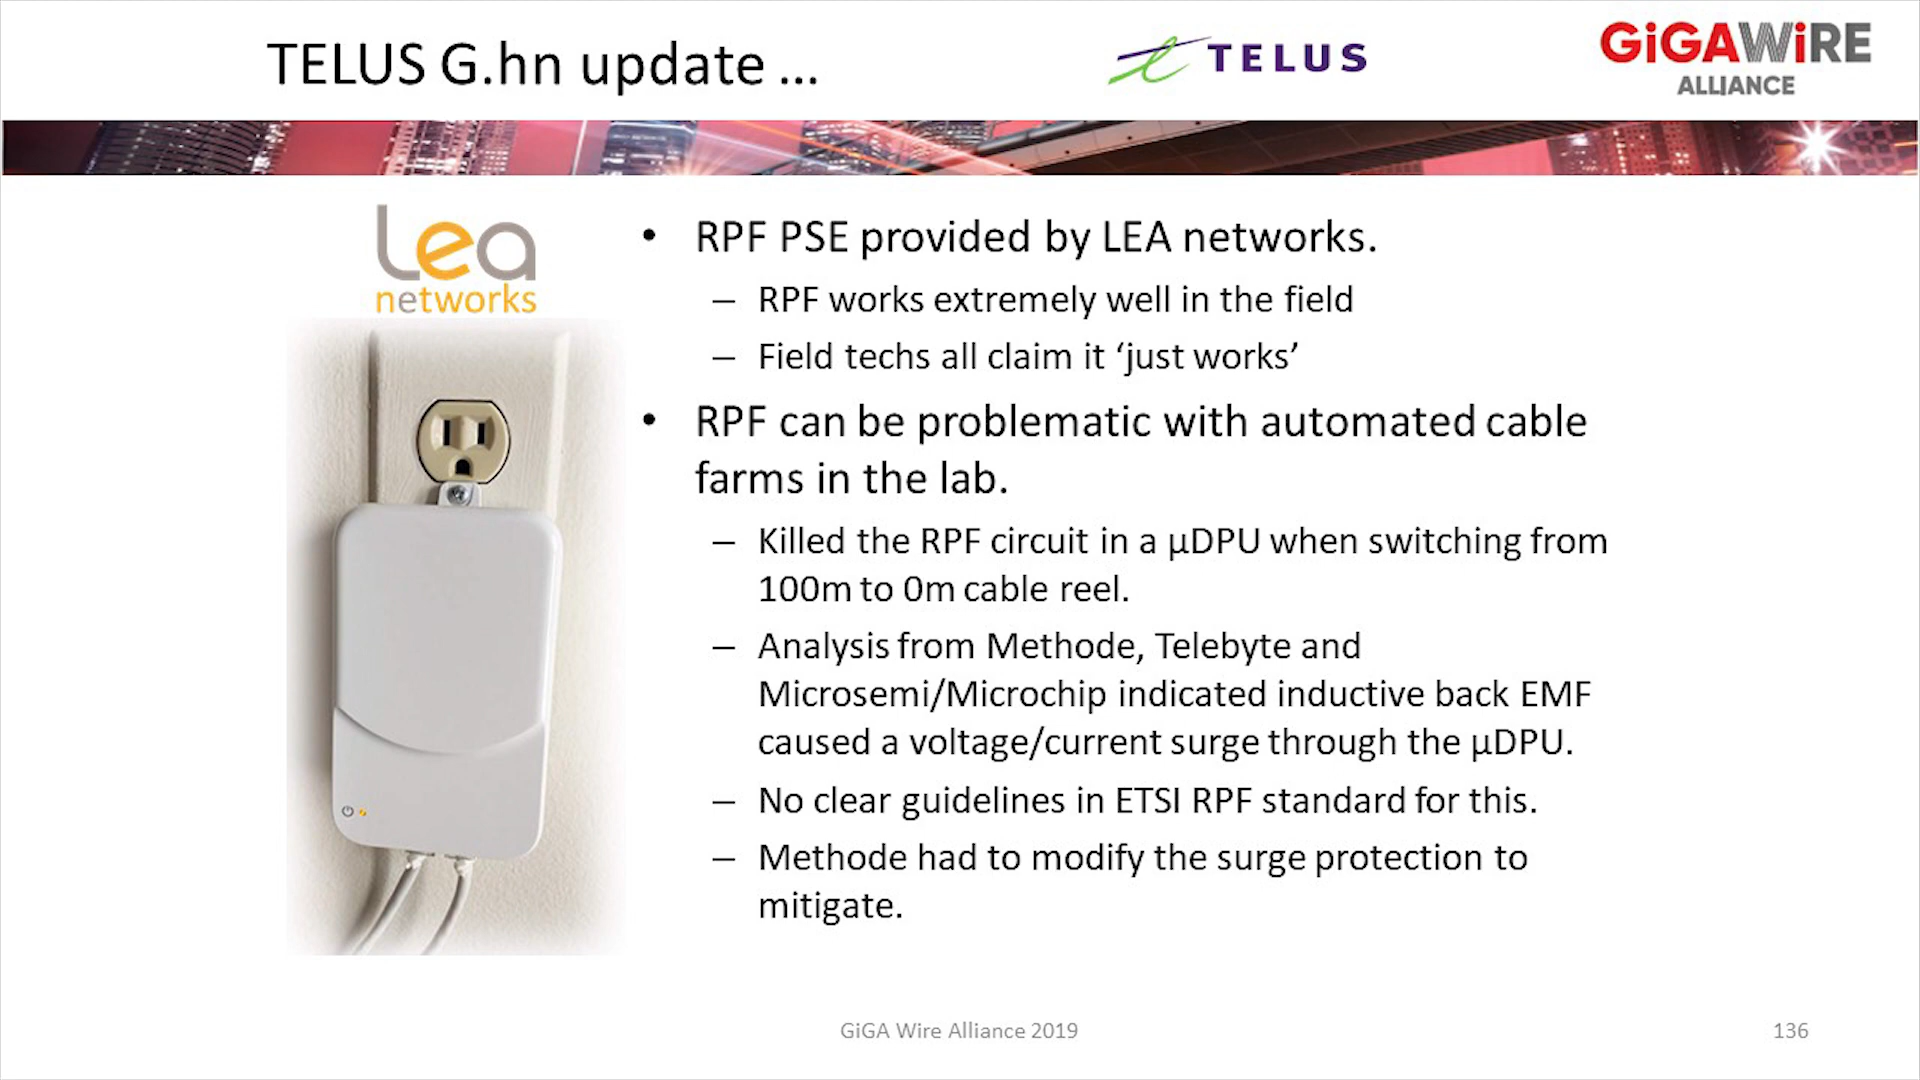 TELUS G.hn update ...
TELUS
GiGAWiRE
ALLIANCE
Lea
networks
• RPF PSE provided by LEA networks.
– RPF works extremely well in the field
– Field techs all claim it ‘just works’
• RPF can be problematic with automated cable
farms in the lab.
– Killed the RPF circuit in a µDPU when switching from
100m to 0m cable reel.
– Analysis from Methode, Telebyte and
Microsemi/Microchip indicated inductive back EMF
caused a voltage/current surge through the µDPU.
– No clear guidelines in ETSI RPF standard for this.
– Methode had to modify the surge protection to
mitigate.
GiGA Wire Alliance 2019
136